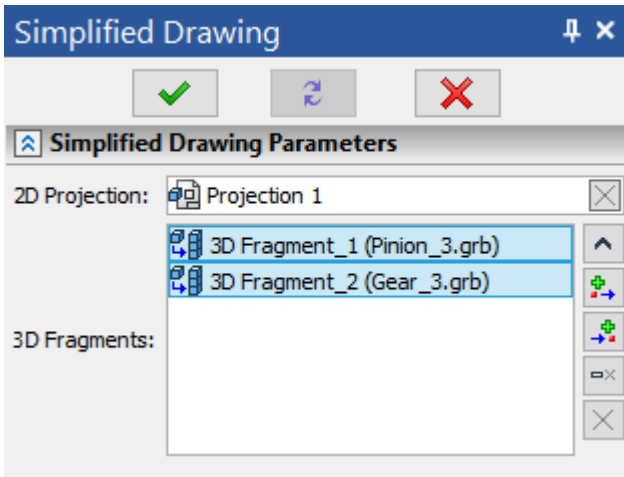 Simplified Drawing
Simplified Drawing Parameters
2D Projection: Projection 1
3D Fragment_1 (Pinion_3.grb)
3D Fragment_2 (Gear_3.grb)
3D Fragments: